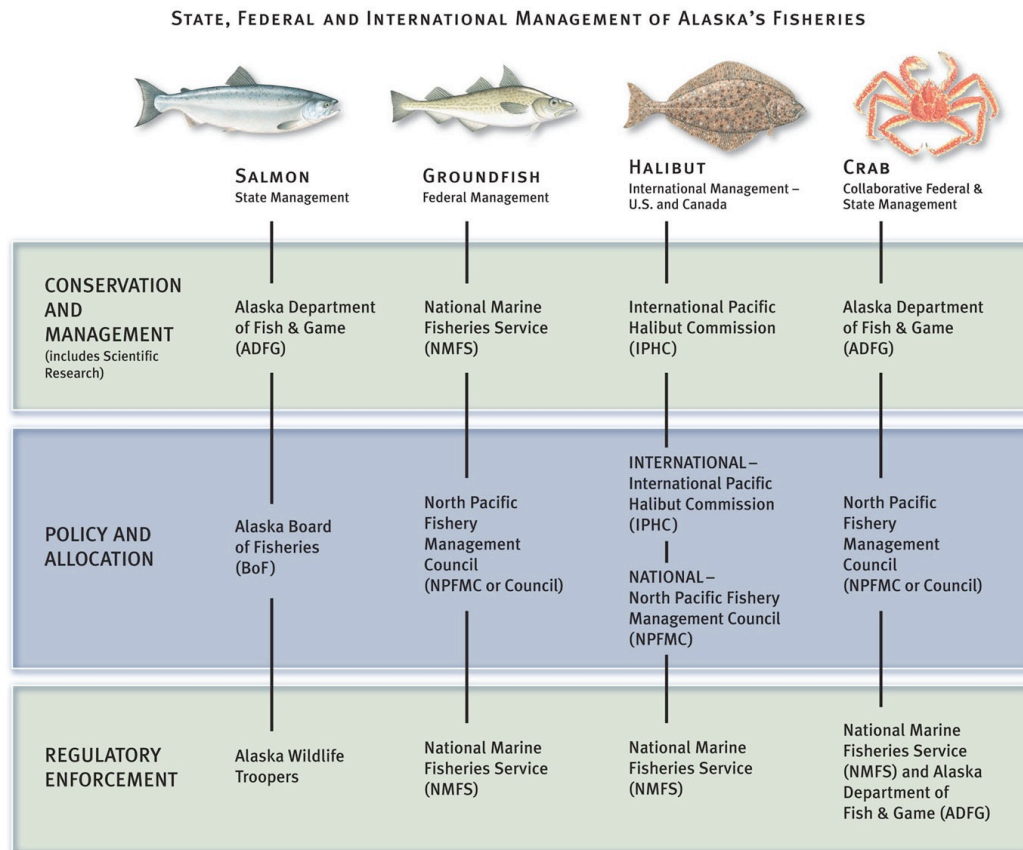 STATE, FEDERAL AND INTERNATIONAL MANAGEMENT OF ALASKA'S FISHERIES
SALMON
State Management
GROUNDFISH
Federal Management
HALIBUT
International Management –
U.S. and Canada
CRAB
Collaborative Federal &
State Management
CONSERVATION
AND
MANAGEMENT
(includes Scientific
Research)
Alaska Department
of Fish & Game
(ADFG)
National Marine
Fisheries Service
(NMFS)
International Pacific
Halibut Commission
(IPHC)
Alaska Department
of Fish & Game
(ADFG)
POLICY AND
ALLOCATION
Alaska Board
of Fisheries
(BoF)
North Pacific
Fishery
Management
Council
(NPFMC or Council)
INTERNATIONAL–
International Pacific
Halibut Commission
(IPHC)
NATIONAL–
North Pacific Fishery
Management Council
(NPFMC)
North Pacific
Fishery
Management
Council
(NPFMC or Council)
REGULATORY
ENFORCEMENT
Alaska Wildlife
Troopers
National Marine
Fisheries Service
(NMFS)
National Marine
Fisheries Service
(NMFS)
National Marine
Fisheries Service
(NMFS) and Alaska
Department of
Fish & Game (ADFG)